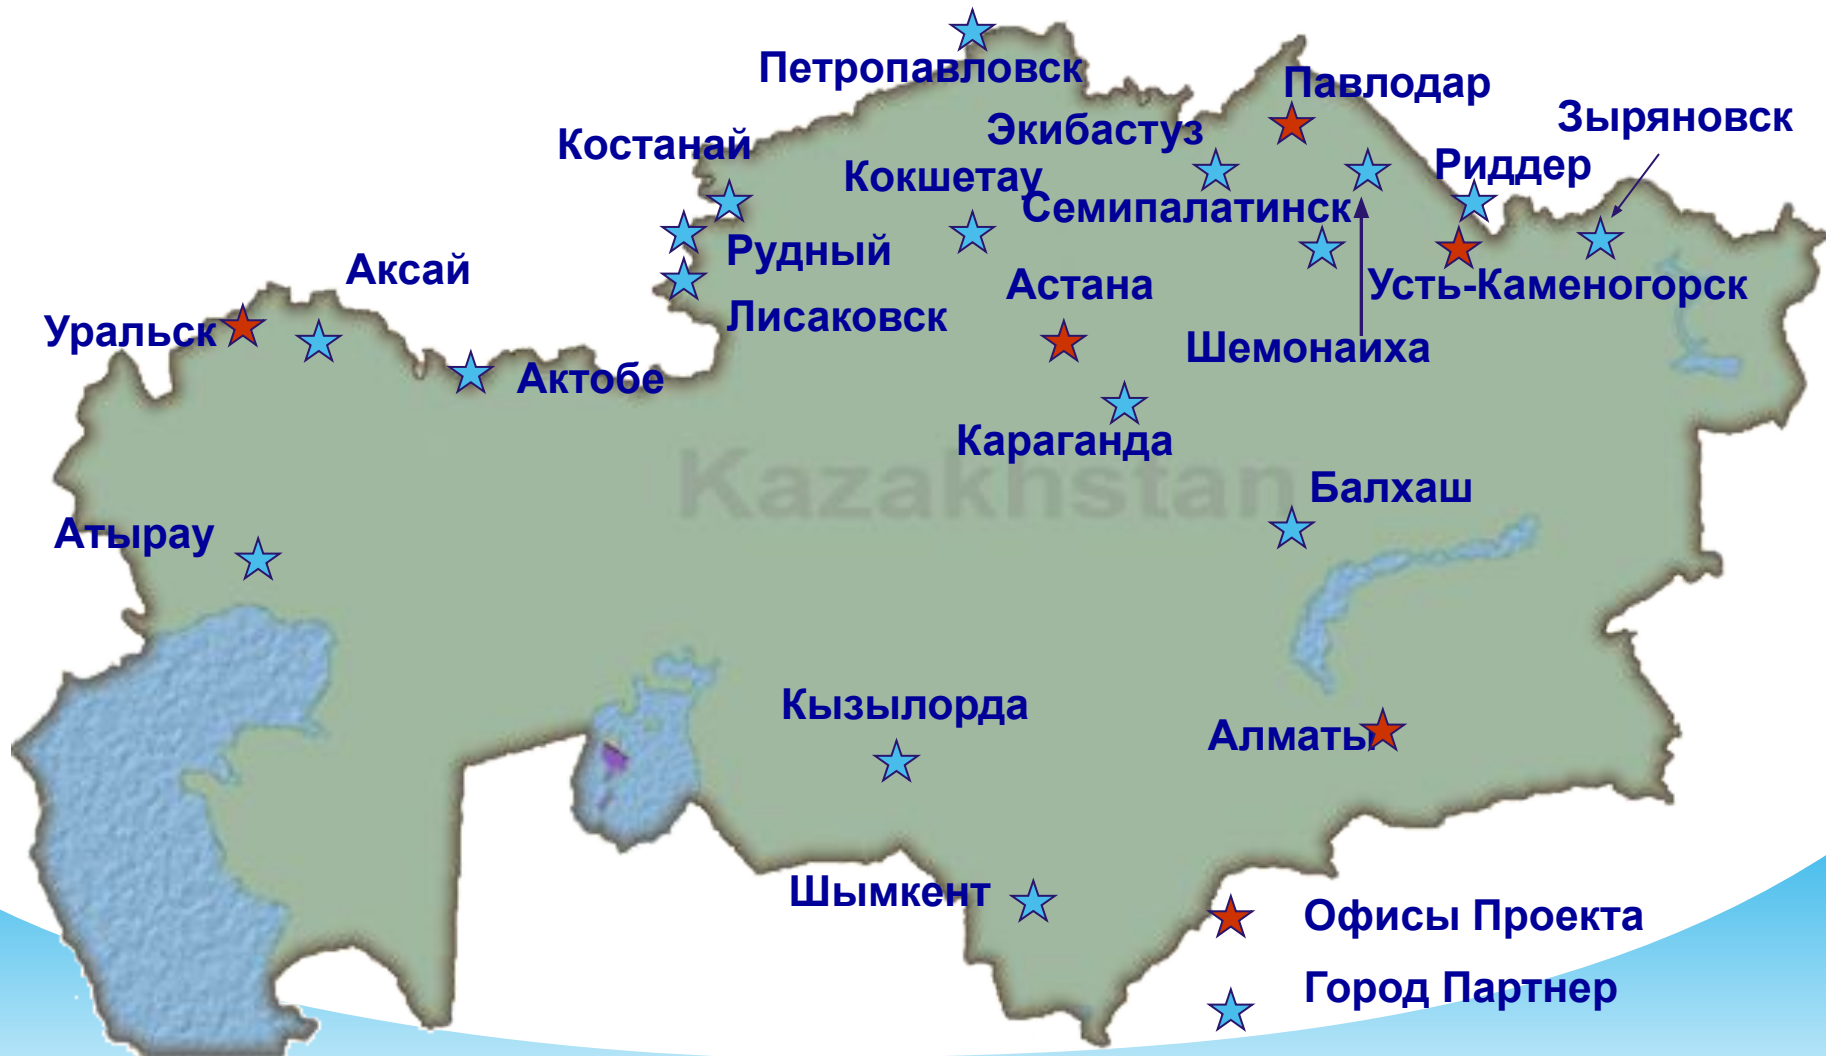 Петропавловск
Павлодар
Зыряновск
Экибастуз
Костанай
Риддер
Кокшетау
Семипалатинск
Рудный
Аксай
Астана
Усть-Каменогорск
Лисаковск
Уральск
Шемонаиха
Актобе
Караганда
Kazakhstan
Балхаш
Атырау
Кызылорда
Алматы
Шымкент
Офисы Проекта
Город Партнер